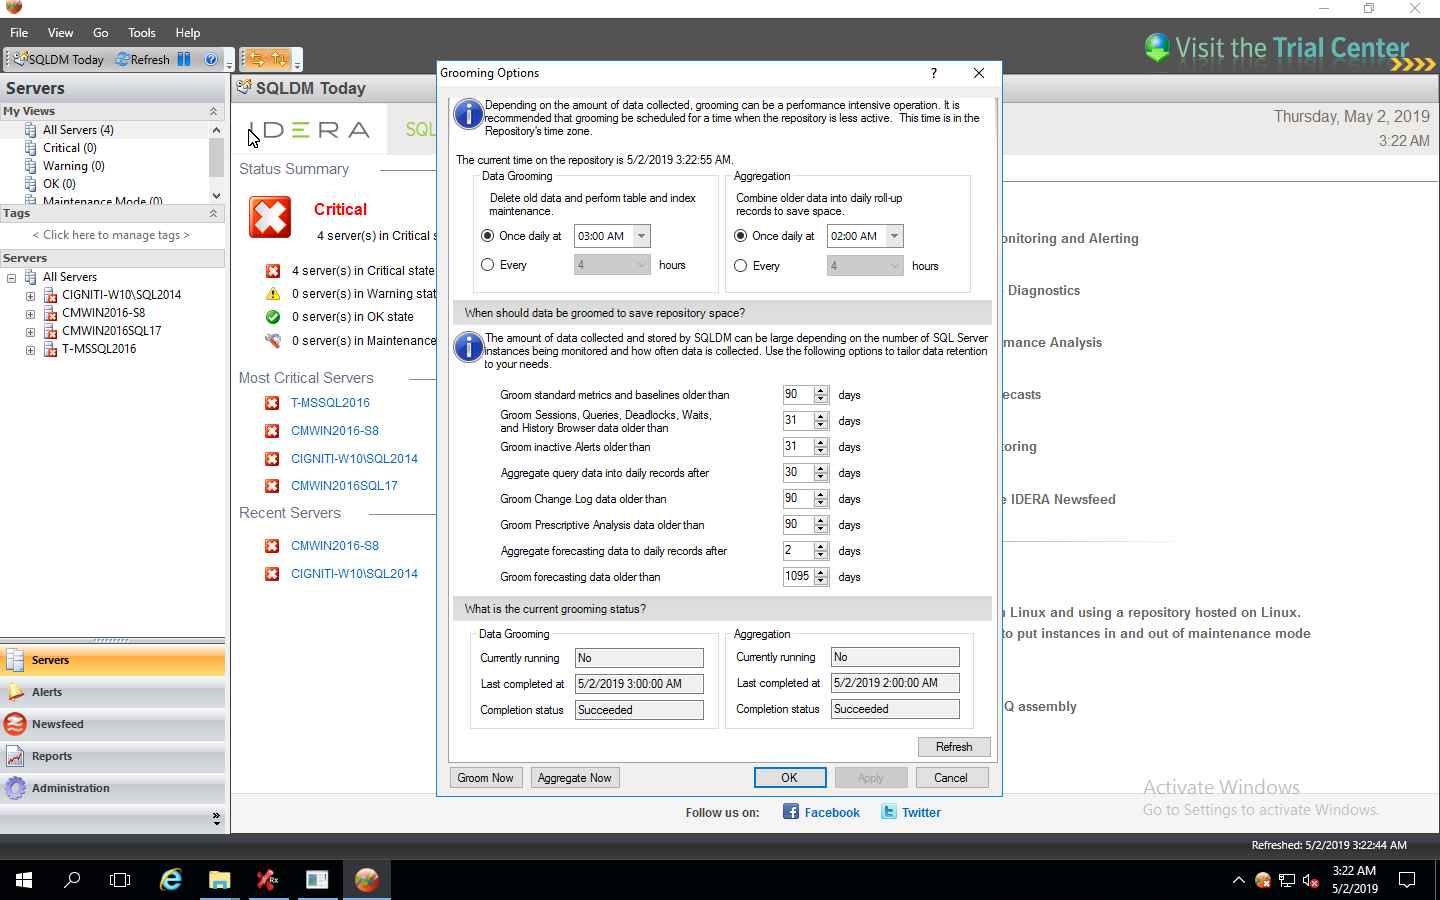 File View Go Tools Help
Visit the Trial Center
SQLDM Today Refresh
Servers
My Views
All Servers (4)
Critical (0)
Warning (0)
OK (0)
Maintenance Mode (0)
Tags
< Click here to manage tags >
Servers
All Servers
CIGNITI-W10\SQL2014
CMWIN2016-S8
CMWIN2016SQL17
T-MSSQL2016
Servers
Alerts
Newsfeed
Reports
Administration
SQLDM Today
IDERA SQL
Thursday, May 2, 2019
3:22 AM
Status Summary
Critical
4 server(s) in Critical s
4 server(s) in Critical state
0 server(s) in Warning stat
0 server(s) in OK state
0 server(s) in Maintenance
Most Critical Servers
T-MSSQL2016
CMWIN2016-S8
CIGNITI-W10\SQL2014
CMWIN2016SQL17
Recent Servers
CMWIN2016-S8
CIGNITI-W10\SQL2014
Grooming Options
Depending on the amount of data collected, grooming can be a performance intensive operation. It is
recommended that grooming be scheduled for a time when the repository is less active. This time is in the
Repository's time zone.
The current time on the repository is 5/2/2019 3:22:55 AM.
Data Grooming
Delete old data and perform table and index
maintenance.
Once daily at 03:00 AM
Every 4 hours
Aggregation
Combine older data into daily roll-up
records to save space.
Once daily at 02:00 AM
Every 4 hours
When should data be groomed to save repository space?
The amount of data collected and stored by SQLDM can be large depending on the number of SQL Server
instances being monitored and how often data is collected. Use the following options to tailor data retention
to your needs.
Groom standard metrics and baselines older than 90 days
Groom Sessions, Queries, Deadlocks, Waits,
and History Browser data older than 31 days
Groom inactive Alerts older than 31 days
Aggregate query data into daily records after 30 days
Groom Change Log data older than 90 days
Groom Prescriptive Analysis data older than 90 days
Aggregate forecasting data to daily records after 2 days
Groom forecasting data older than 1095 days
What is the current grooming status?
Data Grooming
Currently running No
Last completed at 5/2/2019 3:00:00 AM
Completion status Succeeded
Aggregation
Currently running No
Last completed at 5/2/2019 2:00:00 AM
Completion status Succeeded
Refresh
Groom Now Aggregate Now OK Apply Cancel
onitoring and Alerting
Diagnostics
mance Analysis
ecasts
toring
e IDERA Newsfeed
Linux and using a repository hosted on Linux.
to put instances in and out of maintenance mode
Q assembly
Activate Windows
Go to Settings to activate Windows.
Follow us on: Facebook Twitter
Refreshed: 5/2/2019 3:22:44 AM
3:22 AM
5/2/2019